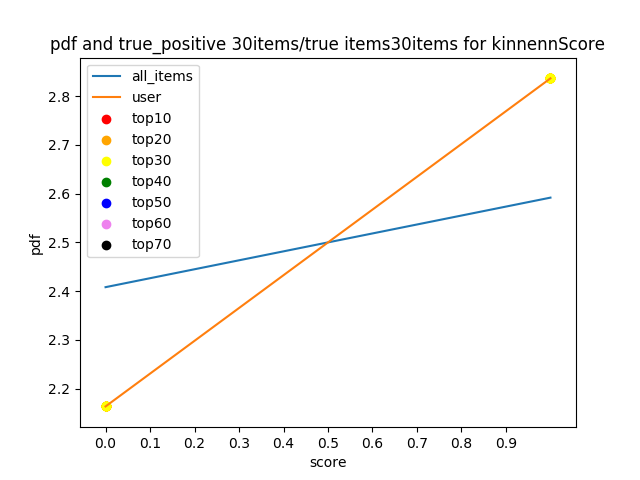 pdf and true_positive 30items/true items30items for kinnennScore
all_items
user
top10
top20
top30
top40
top50
top60
top70
2.8
2.7
2.6
2.5
2.4
2.3
2.2
pdf
0.0 0.1 0.2 0.3 0.4 0.5 0.6 0.7 0.8 0.9
score